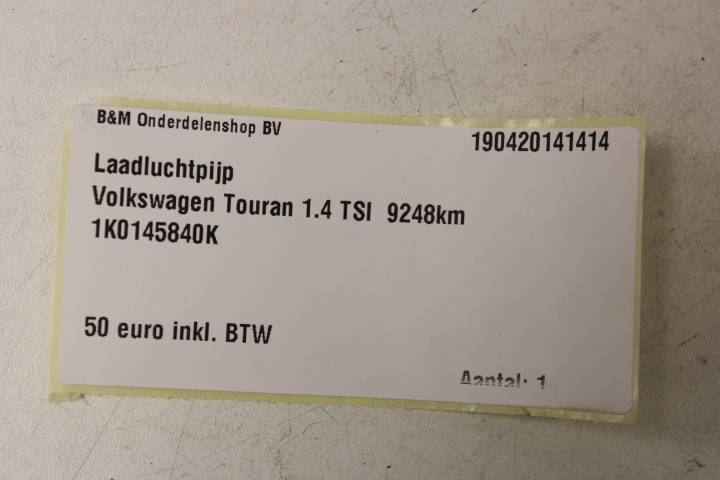 B&M Onderdelenshop BV
190420141414
Laadluchtpijp
Volkswagen Touran 1.4 TSI 9248km
1K0145840K
50 euro inkl. BTW
Aantal: 1